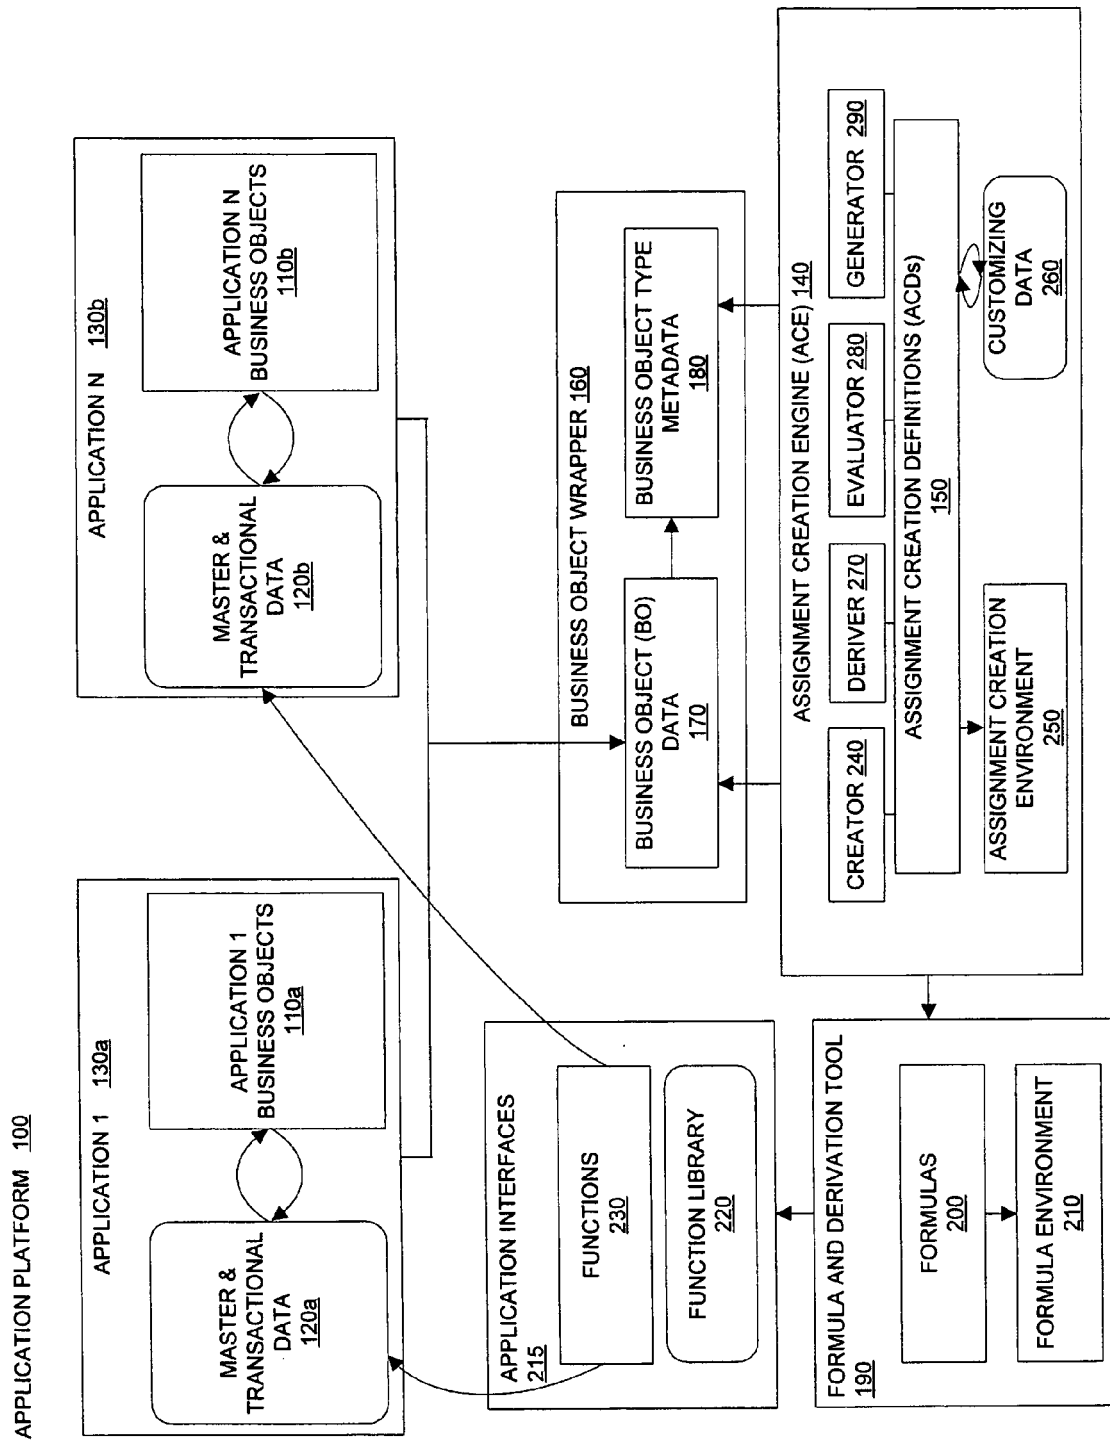 APPLICATION PLATFORM 100
APPLICATION 1 130a
MASTER &
TRANSACTIONAL
DATA
120a
APPLICATION 1
BUSINESS OBJECTS
110a
APPLICATION N 130b
MASTER &
TRANSACTIONAL
DATA
120b
APPLICATION N
BUSINESS OBJECTS
110b
APPLICATION INTERFACES
215
FUNCTIONS
230
FUNCTION LIBRARY
220
BUSINESS OBJECT WRAPPER 160
BUSINESS OBJECT (BO)
DATA
170
BUSINESS OBJECT TYPE
METADATA
180
FORMULA AND DERIVATION TOOL
190
FORMULAS
200
FORMULA ENVIRONMENT
210
ASSIGNMENT CREATION ENGINE (ACE) 140
CREATOR 240
DERIVER 270
EVALUATOR 280
GENERATOR 290
ASSIGNMENT CREATION DEFINITIONS (ACDs)
150
ASSIGNMENT CREATION
ENVIRONMENT
250
CUSTOMIZING
DATA
260